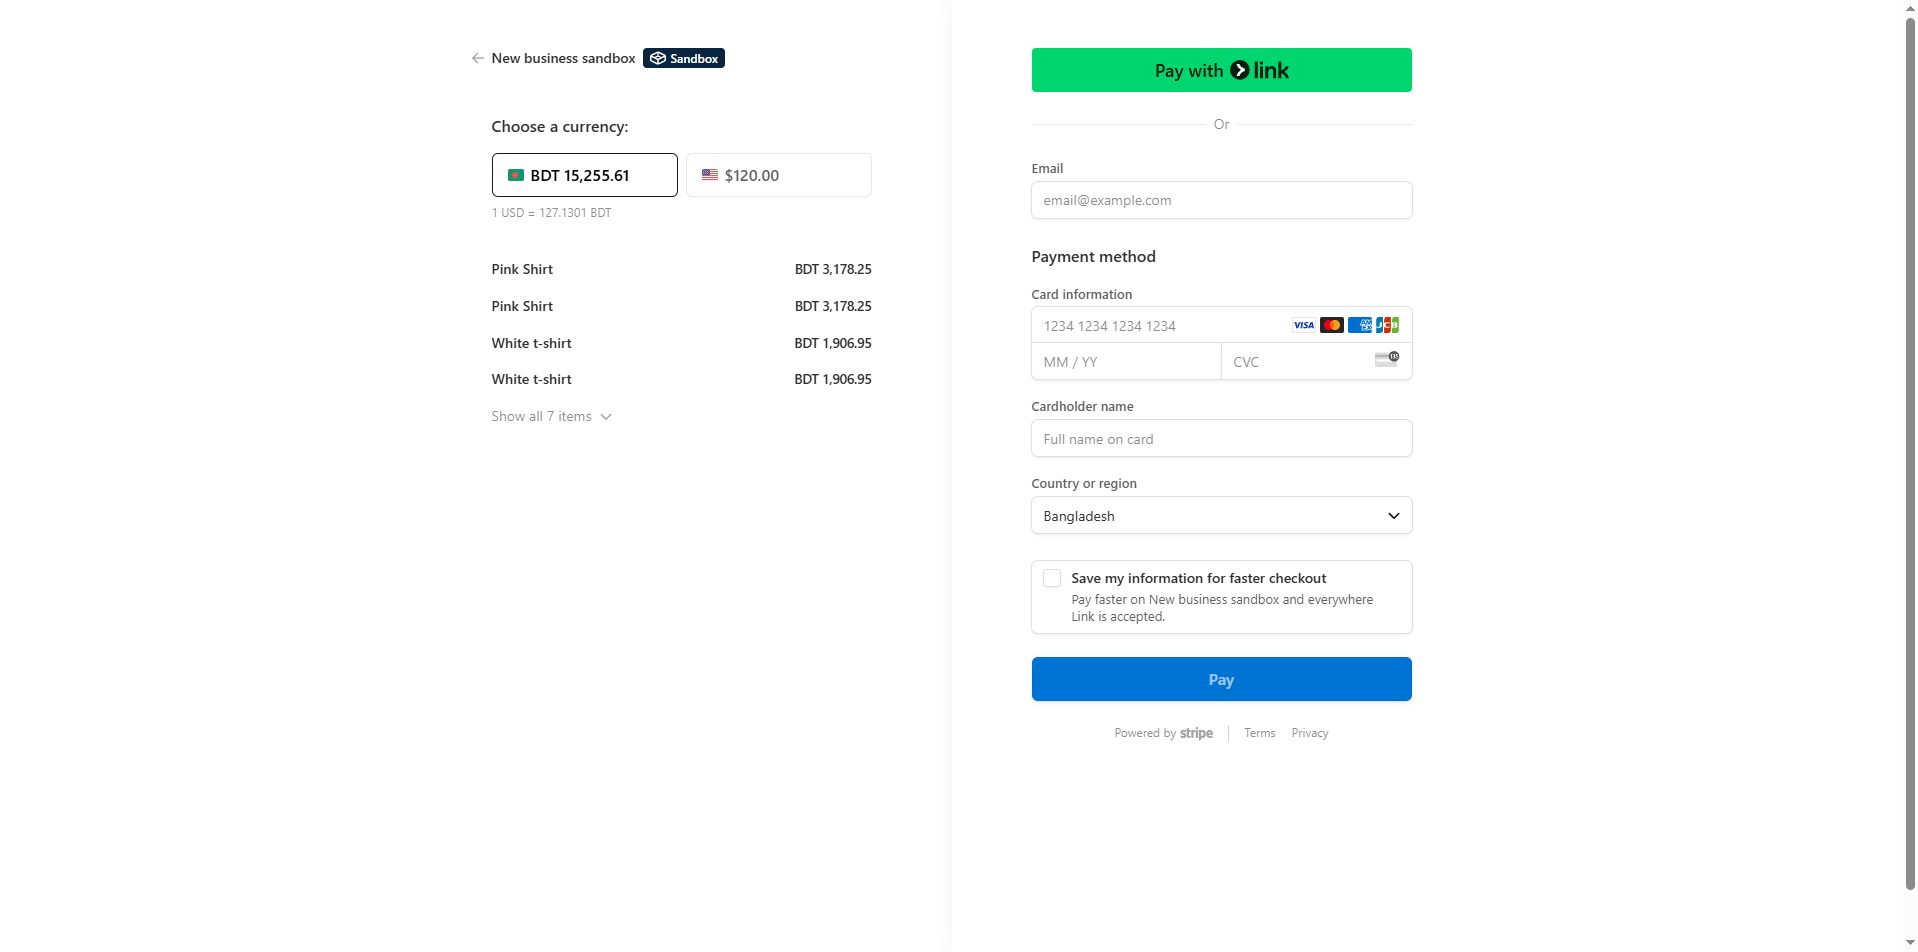 New business sandbox Sandbox
Choose a currency:
BDT 15,255.61 $120.00
1 USD = 127.1301 BDT
Pink Shirt BDT 3,178.25
Pink Shirt BDT 3,178.25
White t-shirt BDT 1,906.95
White t-shirt BDT 1,906.95
Show all 7 items
Pay with link
Or
Email
email@example.com
Payment method
Card information
1234 1234 1234 1234 VISA AMEX JCB
MM / YY CVC 135
Cardholder name
Full name on card
Country or region
Bangladesh
Save my information for faster checkout
Pay faster on New business sandbox and everywhere
Link is accepted.
Pay
Powered by stripe Terms Privacy